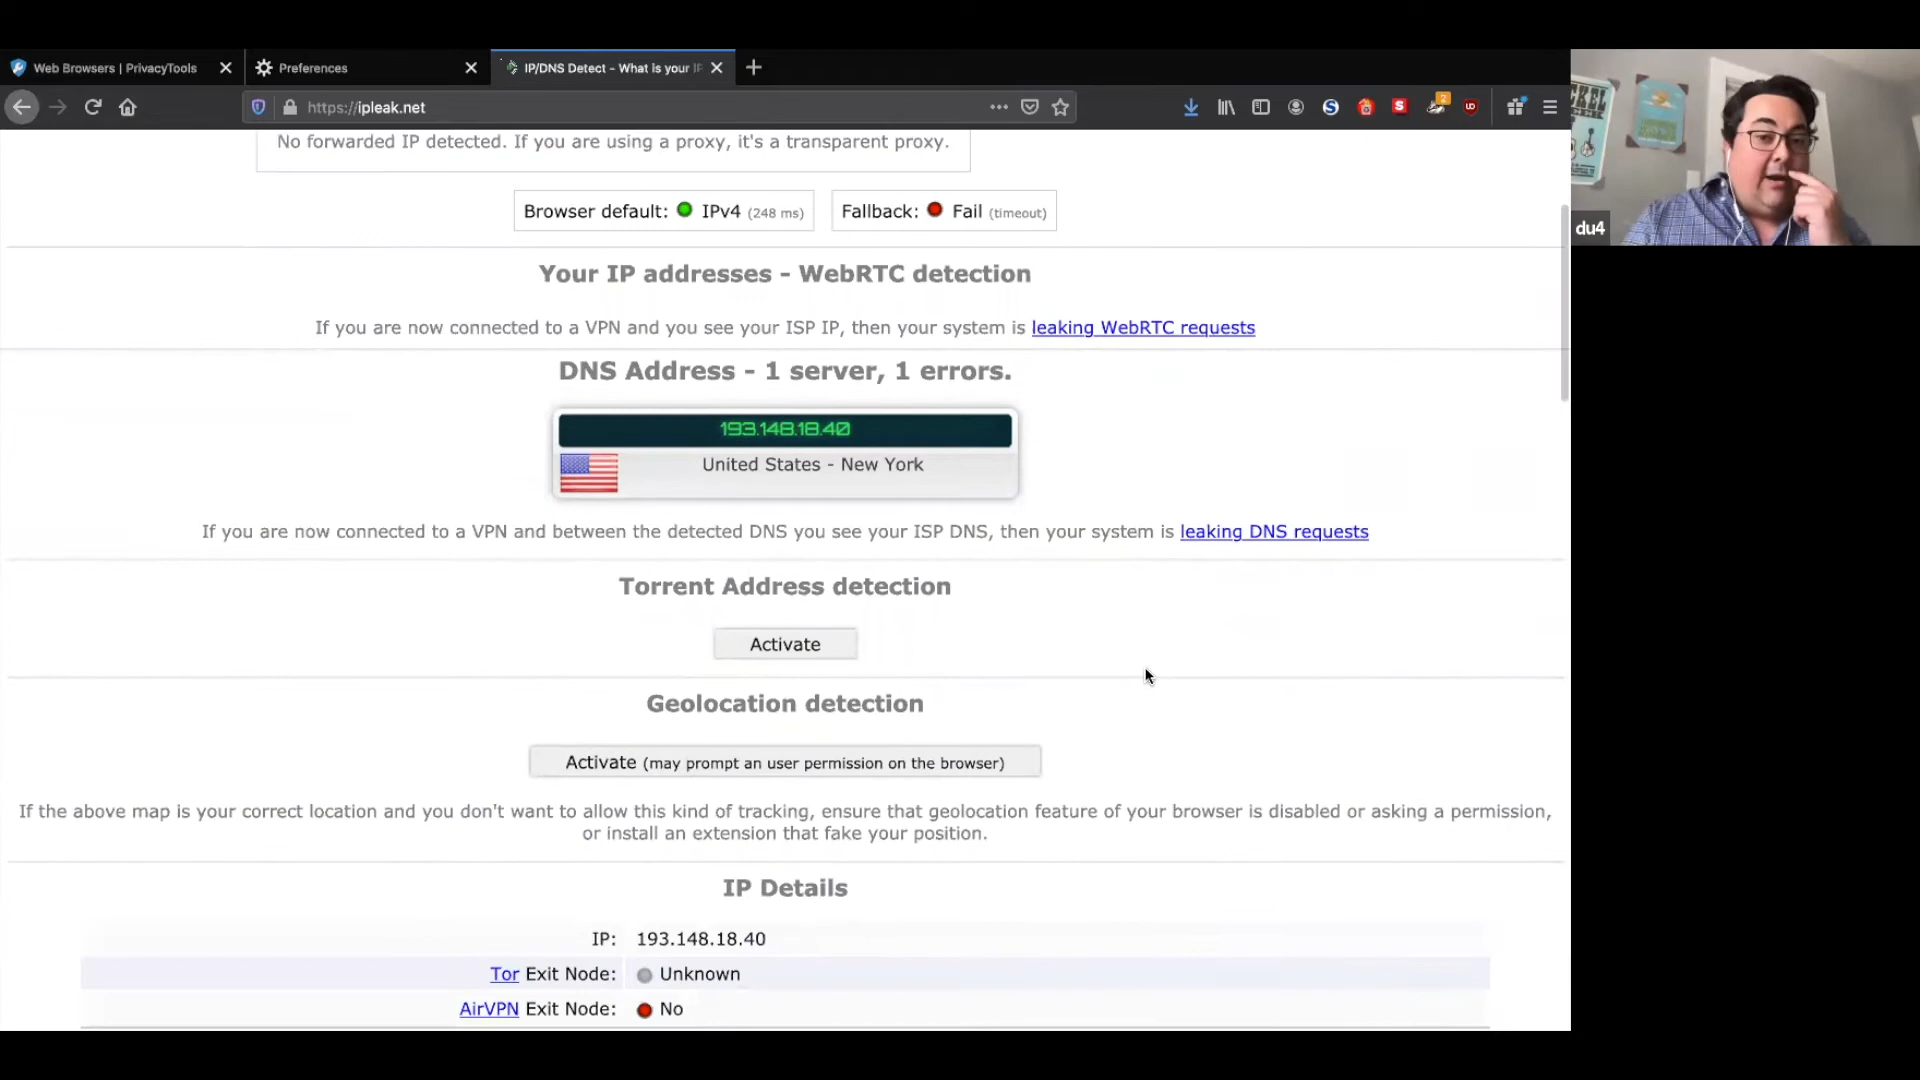 Web Browsers | PrivacyTools
Preferences
IP/DNS Detect - What is your IP
https://ipleak.net
2
No forwarded IP detected. If you are using a proxy, it's a transparent proxy.
Browser default: IPv4 (248 ms)
Fallback: Fail (timeout)
du4
Your IP addresses - WebRTC detection
If you are now connected to a VPN and you see your ISP IP, then your system is leaking WebRTC requests
DNS Address - 1 server, 1 errors.
193.148.18.40
United States - New York
If you are now connected to a VPN and between the detected DNS you see your ISP DNS, then your system is leaking DNS requests
Torrent Address detection
Activate
Geolocation detection
Activate (may prompt an user permission on the browser)
If the above map is your correct location and you don't want to allow this kind of tracking, ensure that geolocation feature of your browser is disabled or asking a permission,
or install an extension that fake your position.
IP Details
IP: 193.148.18.40
Tor Exit Node: Unknown
AirVPN Exit Node: No